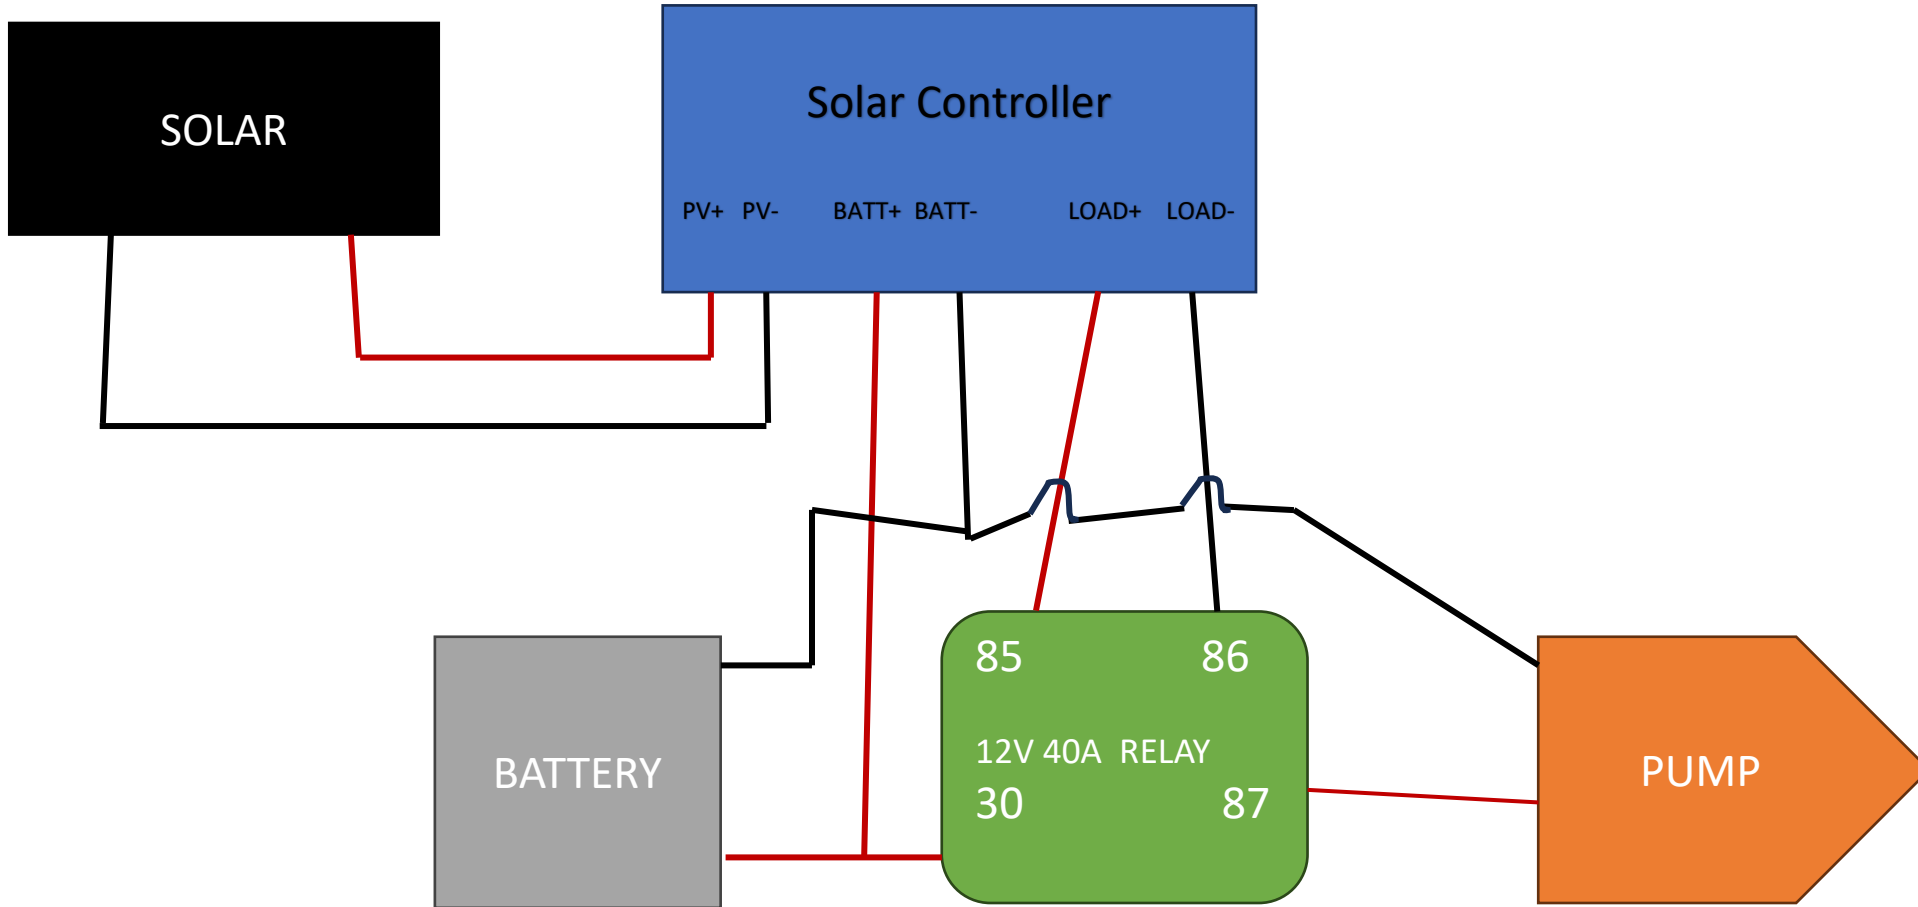 SOLAR
Solar Controller
PV+ PV- BATT+ BATT- LOAD+ LOAD-
85 86
12V 40A RELAY
30 87
BATTERY
PUMP